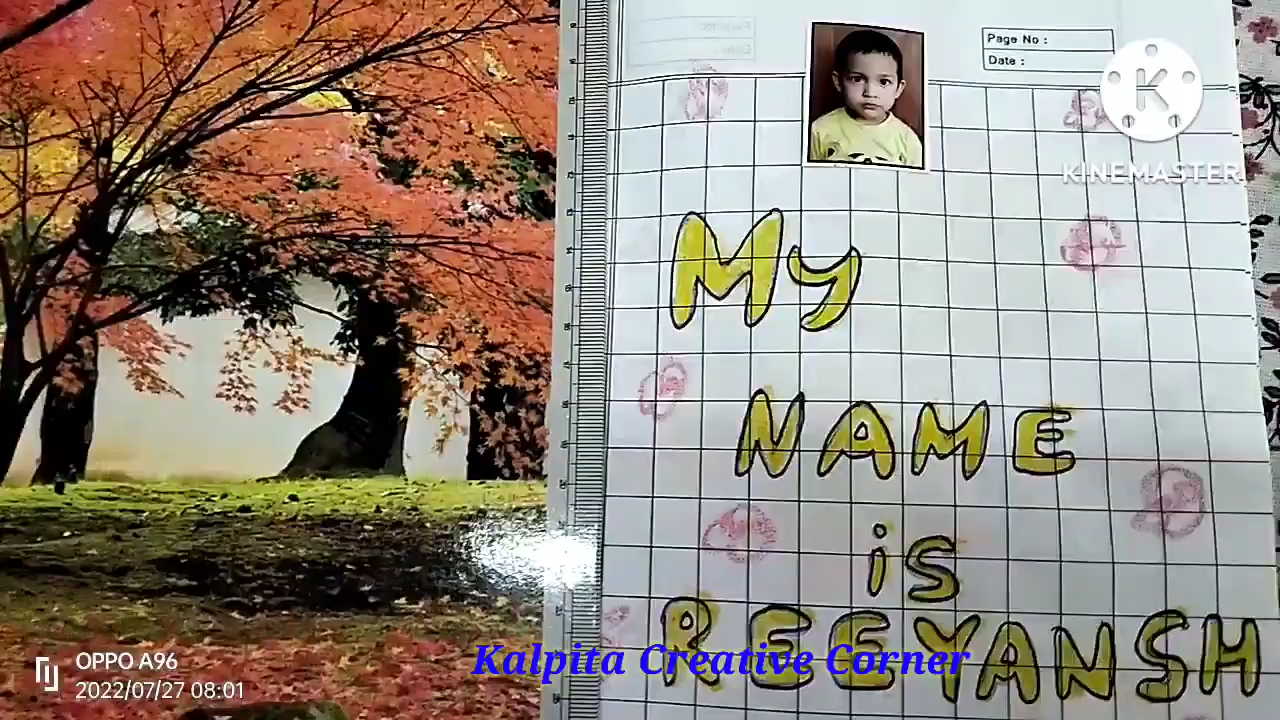 Page No :
Date :
K
KINEMASTER
My
NAME
is
REEYANSH
Kalpita Creative Corner
OPPO A96
2022/07/27 08:01